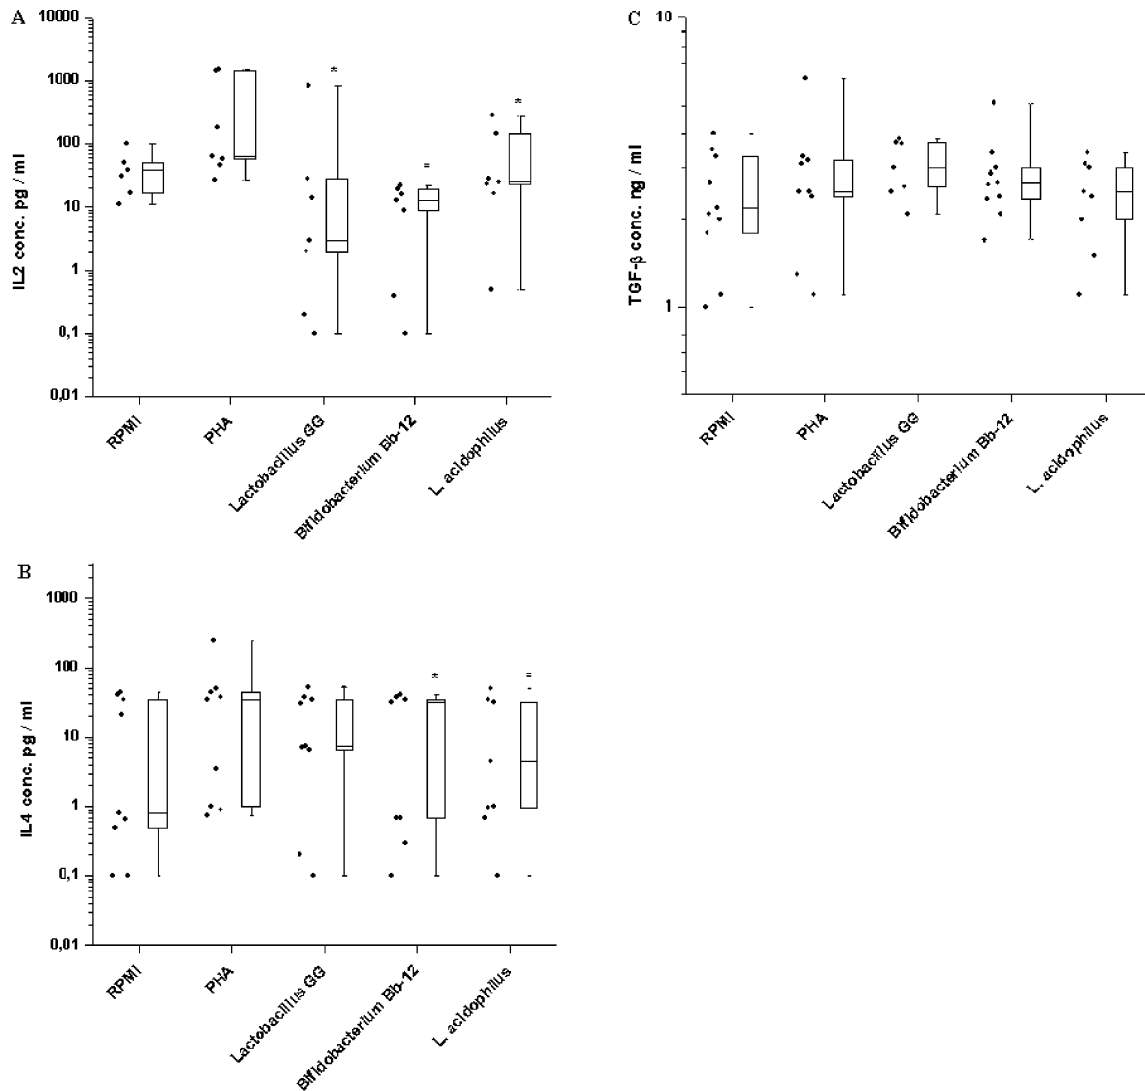 A
10000
1000
100
10
1
0,1
0,01
IL2 conc. pg / ml
*
=
*
RPMI
PHA
Lactobacillus GG
Bifidobacterium Bb-12
L. acidophilus
C
10
1
TGF-β conc. ng / ml
RPMI
PHA
Lactobacillus GG
Bifidobacterium Bb-12
L. acidophilus
B
1000
100
10
1
0,1
0,01
IL4 conc. pg / ml
*
=
RPMI
PHA
Lactobacillus GG
Bifidobacterium Bb-12
L. acidophilus